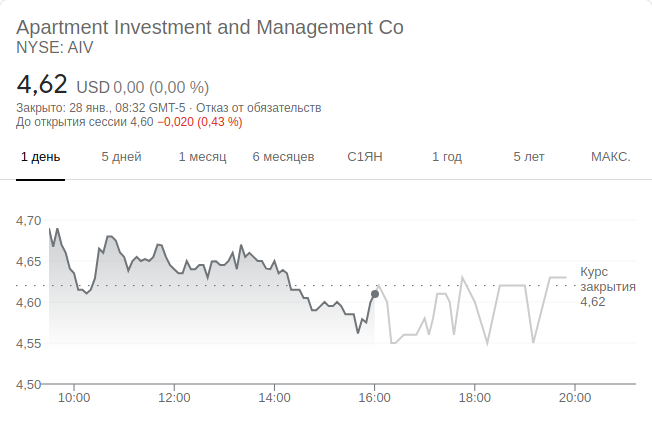 Apartment Investment and Management Co
NYSE: AIV
4,62 USD 0,00 (0,00 %)
Закрыто: 28 янв., 08:32 GMT-5 · Отказ от обязательств
До открытия сессии 4,60 −0,020 (0,43 %)
1 день 5 дней 1 месяц 6 месяцев С1ЯН 1 год 5 лет МАКС.
4,70
4,65
Курс
закрытия
4,62
4,60
4,55
4,50
10:00 12:00 14:00 16:00 18:00 20:00